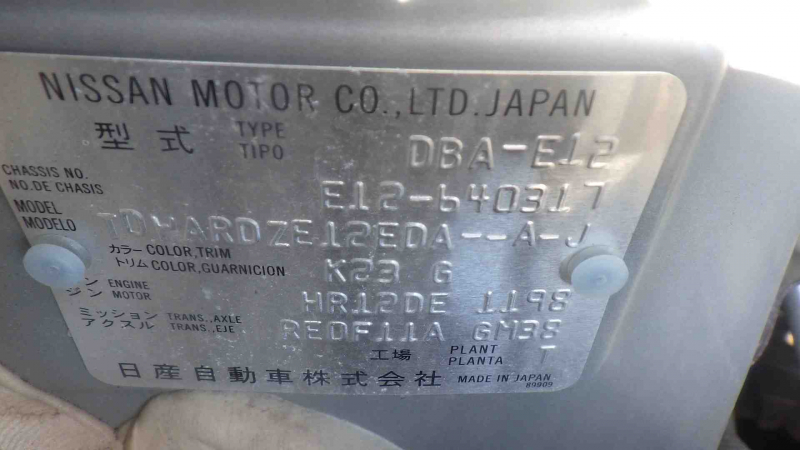 NISSAN MOTOR CO.,LTD.JAPAN
型式 TYPE TIPO DBA-E12
CHASSIS NO. NO.DE CHASIS E12-640317
MODEL MODELO TDWARDZE12EDA--A-J
カラー COLOR,TRIM トリム COLOR,GUARNICION K23 G
ン ENGINE ジン MOTOR HR12DE 1198
ミッション TRANS.,AXLE アクスル TRANS.,EJE RE0F11A GM38
工場 PLANT PLANTA T
日産自動車株式会社 MADE IN JAPAN
89909